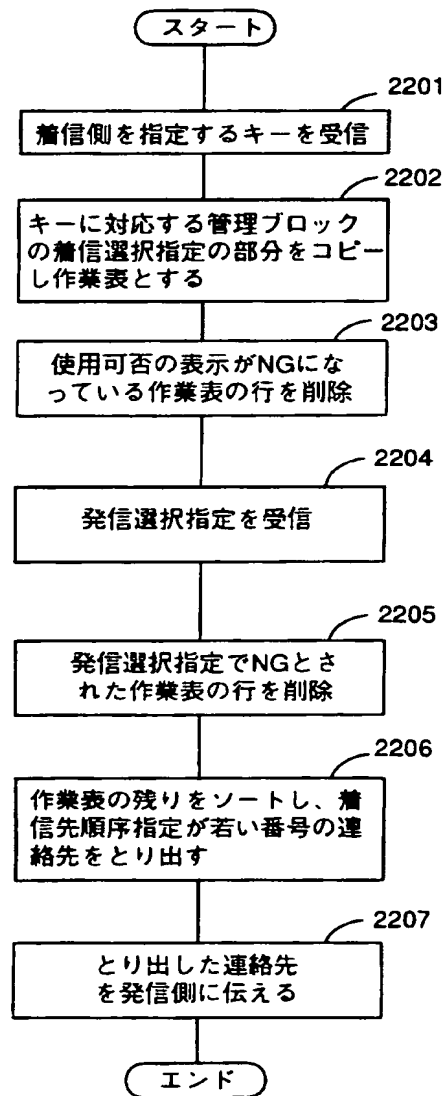 スタート
2201
着信側を指定するキーを受信
2202
キーに対応する管理ブロック
の着信選択指定の部分をコピー
し作業表とする
2203
使用可否の表示がNGにな
っている作業表の行を削除
2204
発信選択指定を受信
2205
発信選択指定でNGとさ
れた作業表の行を削除
2206
作業表の残りをソートし、着
信先順序指定が若い番号の連
絡先をとり出す
2207
とり出した連絡先
を発信側に伝える
エンド